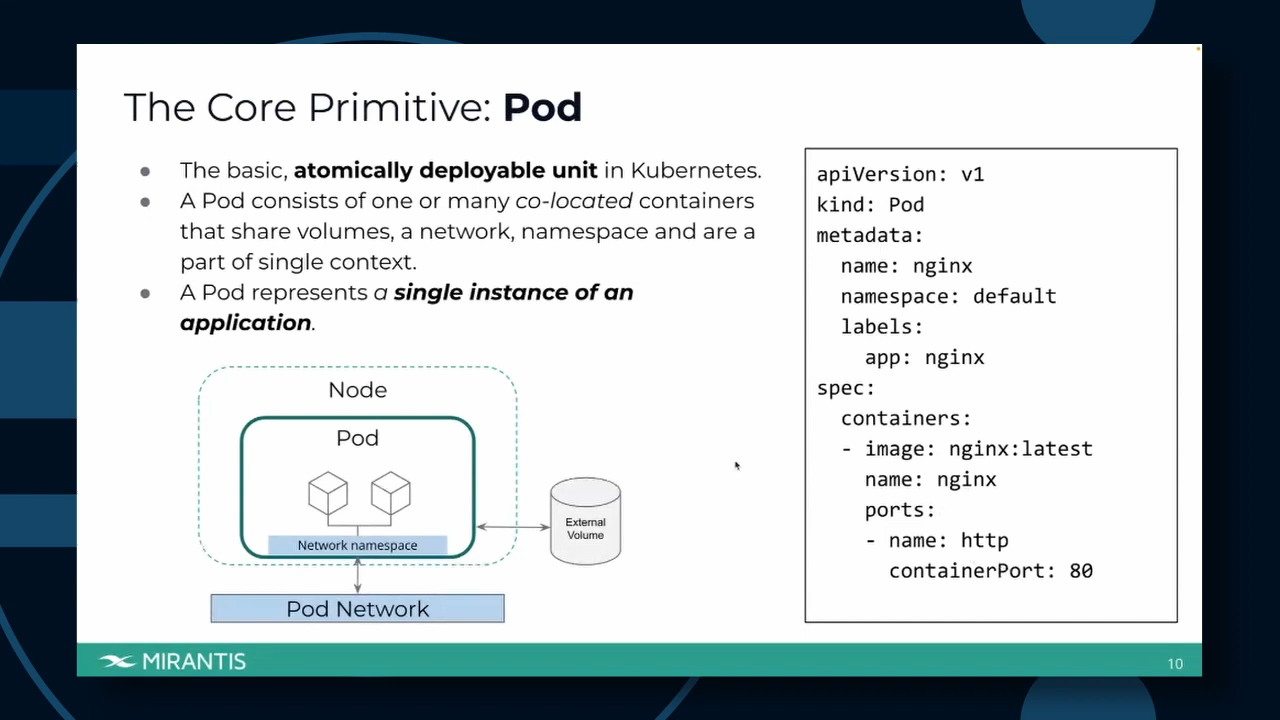 The Core Primitive: Pod
The basic, atomically deployable unit in Kubernetes.
A Pod consists of one or many co-located containers
that share volumes, a network, namespace and are a
part of single context.
A Pod represents a single instance of an
application.
Node
Pod
Network namespace
External
Volume
Pod Network
apiVersion: v1
kind: Pod
metadata:
  name: nginx
  namespace: default
  labels:
    app: nginx
spec:
  containers:
  - image: nginx:latest
    name: nginx
    ports:
    - name: http
      containerPort: 80
MIRANTIS
10